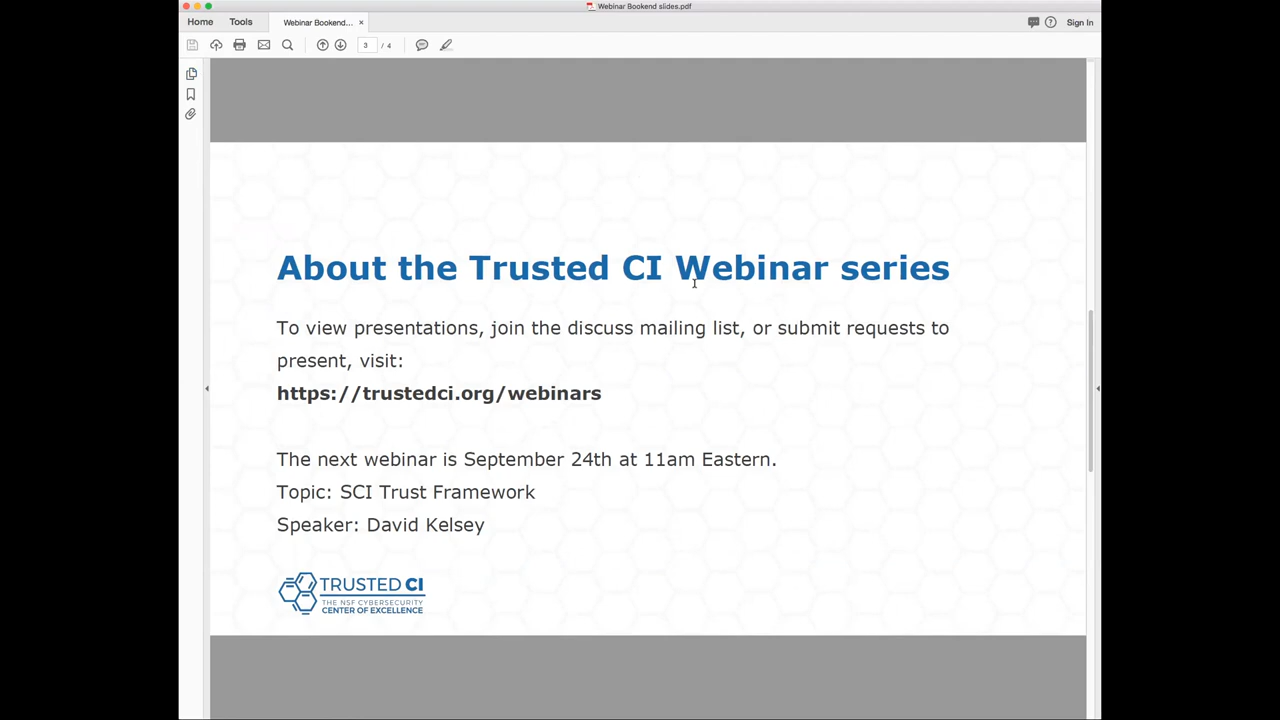 Webinar Bookend slides.pdf
Home Tools Webinar Bookend... × Sign In
3 / 4
About the Trusted CI Webinar series
To view presentations, join the discuss mailing list, or submit requests to
present, visit:
https://trustedci.org/webinars
The next webinar is September 24th at 11am Eastern.
Topic: SCI Trust Framework
Speaker: David Kelsey
TRUSTED CI
THE NSF CYBERSECURITY
CENTER OF EXCELLENCE